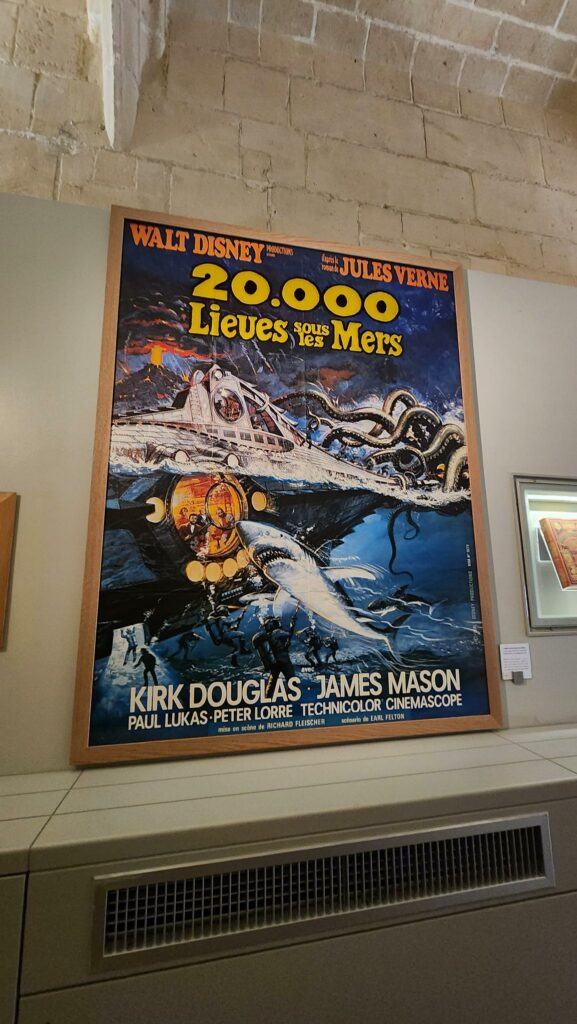 WALT DISNEY PRODUCTIONS
d'après le roman de JULES VERNE
20.000
Lieues sous les Mers
avec
KIRK DOUGLAS · JAMES MASON
PAUL LUKAS · PETER LORRE TECHNICOLOR CINEMASCOPE
mise en scène de RICHARD FLEISCHER scénario de EARL FELTON